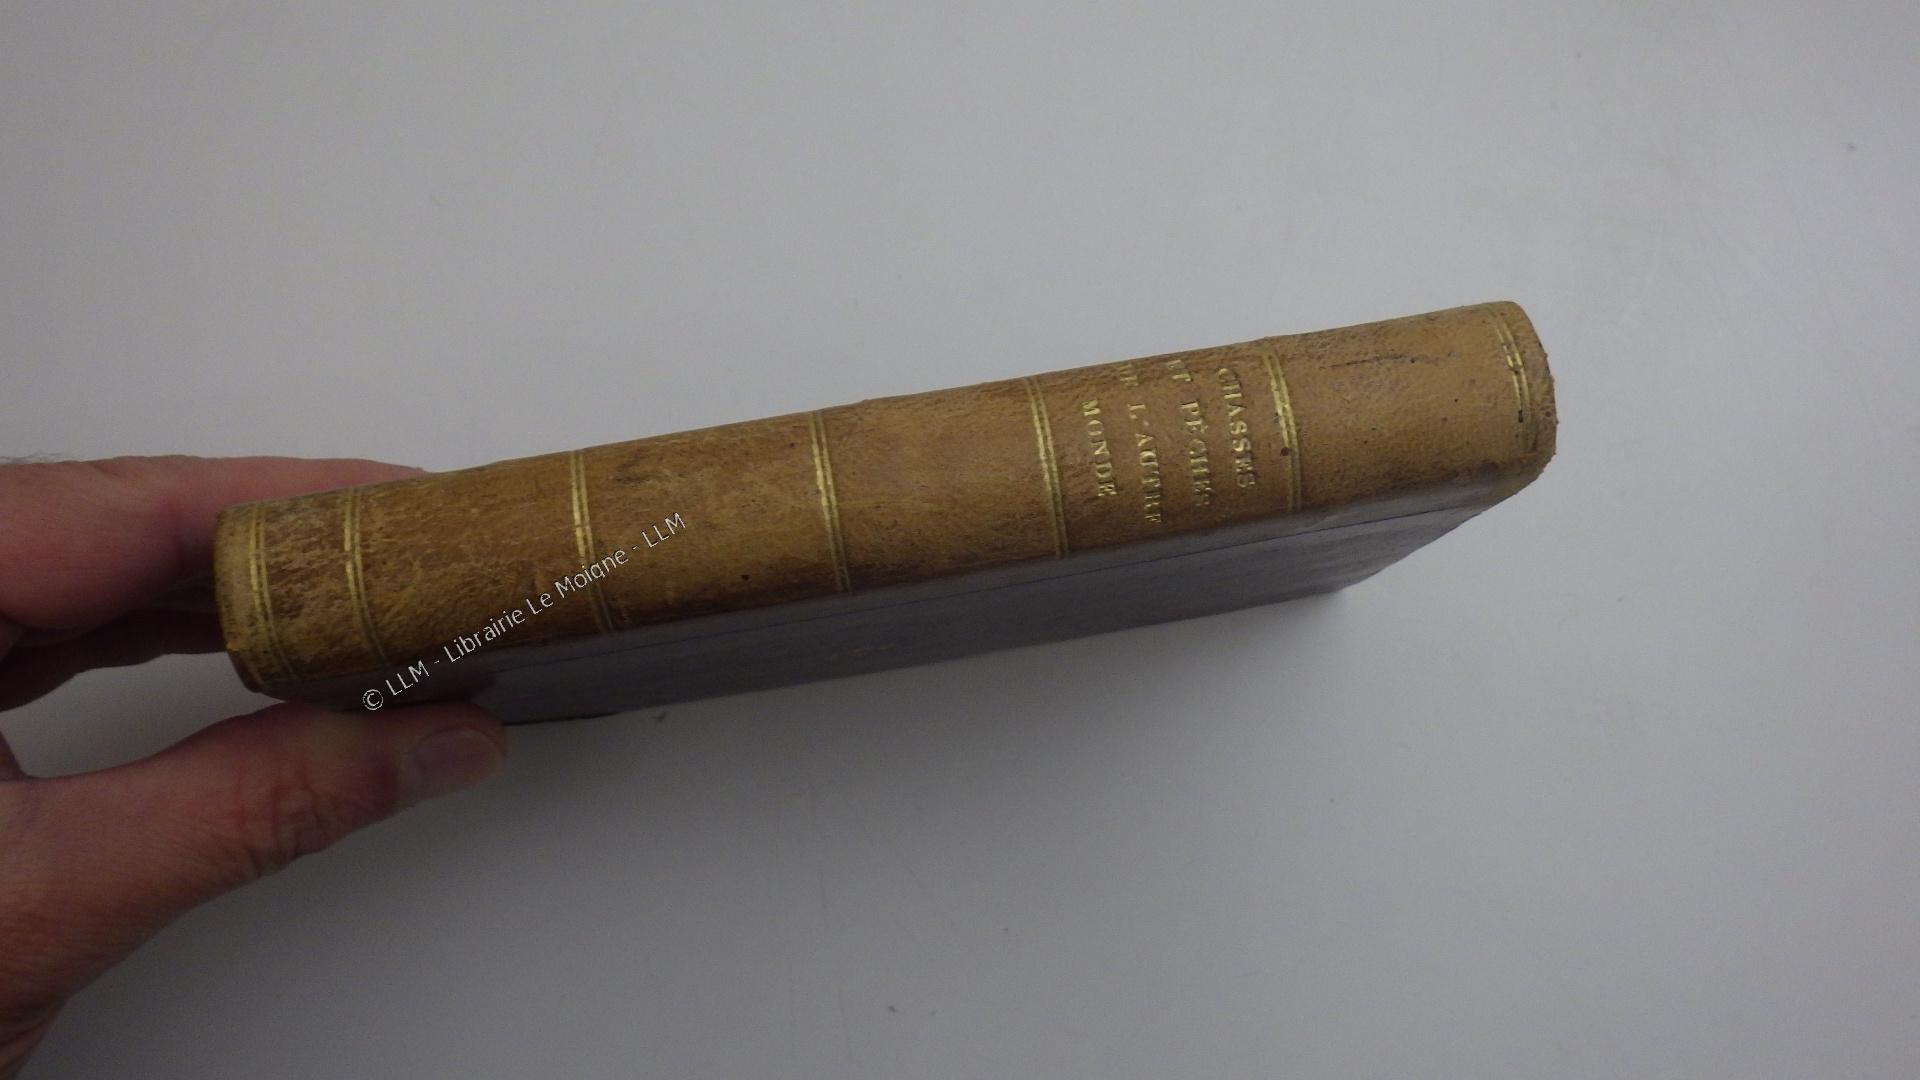 CHASSES
ET PÊCHES
DE L'AUTRE
MONDE
© LLM - Librairie Le Moigne - LLM